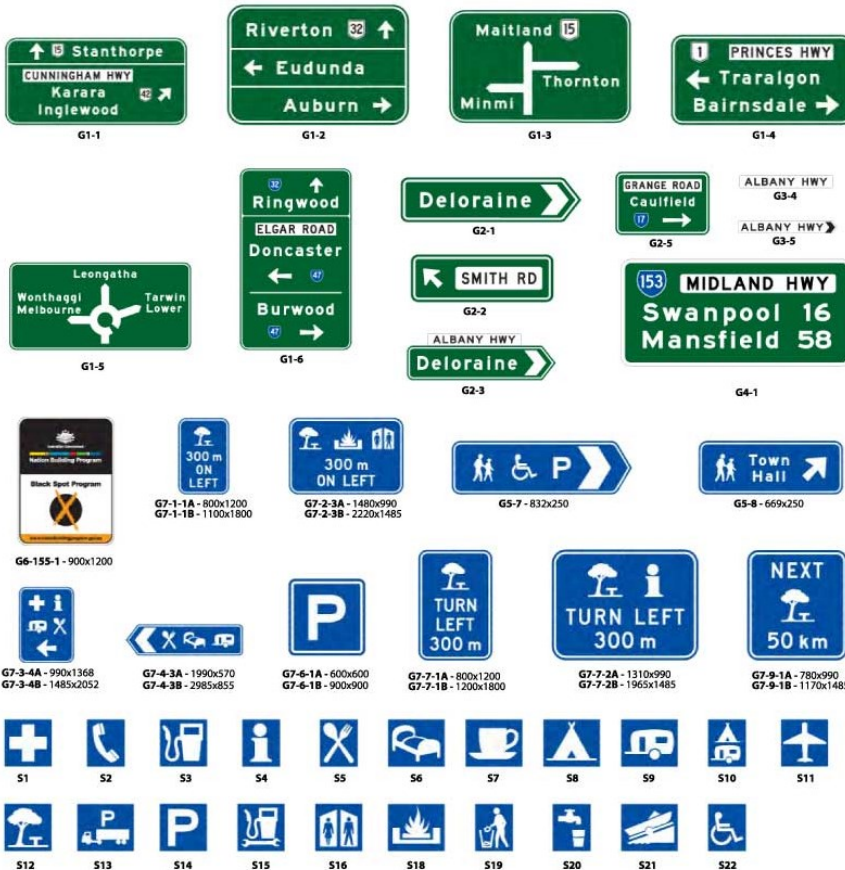 15 Stanthorpe
CUNNINGHAM HWY
Karara
42
Inglewood
G1-1
Riverton 32
Eudunda
Auburn
G1-2
Maitland 15
Thornton
Minmi
G1-3
1 PRINCES HWY
Traralgon
Bairnsdale
G1-4
Leongatha
Wonthaggi
Melbourne
Tarwin
Lower
G1-5
32
Ringwood
ELGAR ROAD
Doncaster
47
Burwood
47
G1-6
Deloraine
G2-1
SMITH RD
G2-2
ALBANY HWY
Deloraine
G2-3
GRANGE ROAD
Caulfield
17
G2-5
ALBANY HWY
G3-4
ALBANY HWY
G3-5
153 MIDLAND HWY
Swanpool 16
Mansfield 58
G4-1
Nation Building Program
Black Spot Program
G6-155-1 - 900x1200
300 m
ON
LEFT
G7-1-1A - 800x1200
G7-1-1B - 1100x1800
300 m
ON LEFT
G7-2-3A - 1480x990
G7-2-3B - 2220x1485
P
G5-7 - 832x250
Town
Hall
G5-8 - 669x250
G7-3-4A - 990x1368
G7-3-4B - 1485x2052
G7-4-3A - 1990x570
G7-4-3B - 2985x855
P
G7-6-1A - 600x600
G7-6-1B - 900x900
TURN
LEFT
300 m
G7-7-1A - 800x1200
G7-7-1B - 1200x1800
TURN LEFT
300 m
G7-7-2A - 1310x990
G7-7-2B - 1965x1485
NEXT
50 km
G7-9-1A - 780x990
G7-9-1B - 1170x1485
S1
S2
S3
S4
S5
S6
S7
S8
S9
S10
S11
S12
P
S13
P
S14
S15
S16
S18
S19
S20
S21
S22